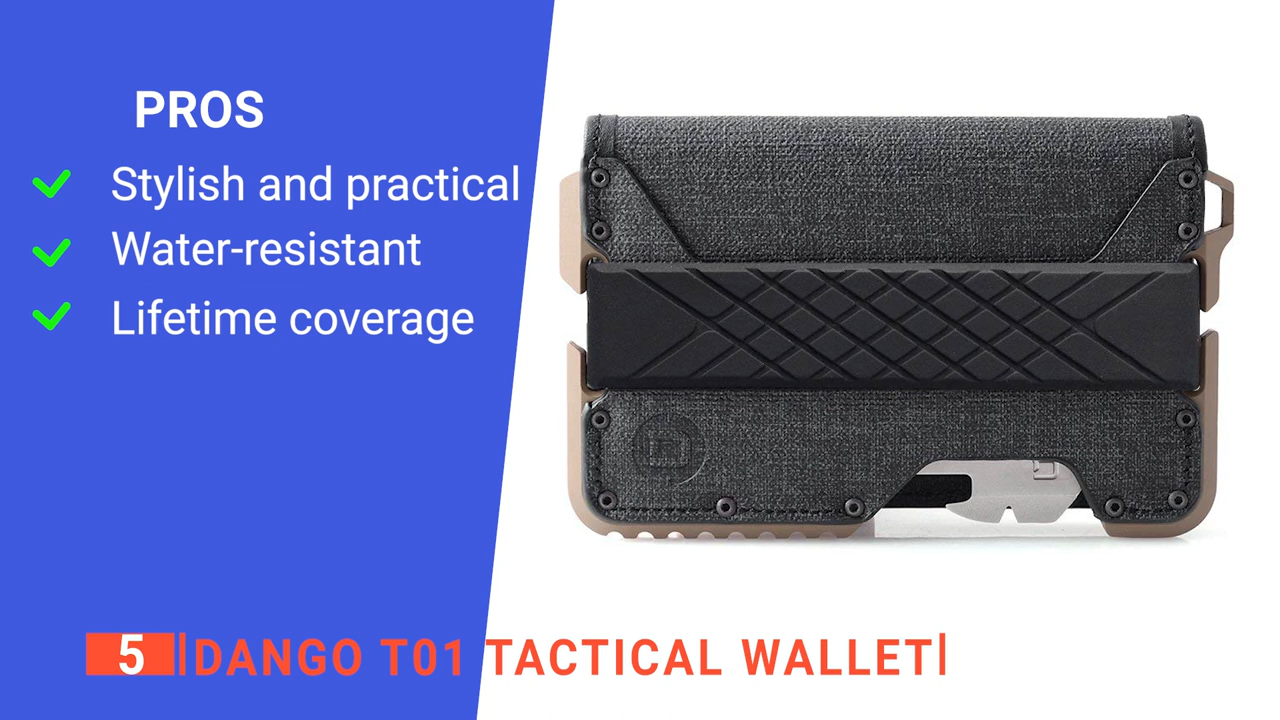 PROS
Stylish and practical
Water-resistant
Lifetime coverage
5 |DANGO T01 TACTICAL WALLET|